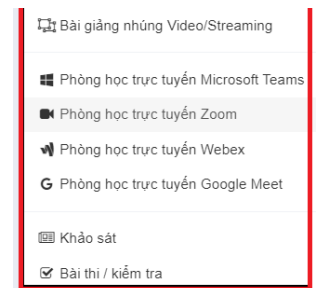 Bài giảng nhúng Video/Streaming
Phòng học trực tuyến Microsoft Teams
Phòng học trực tuyến Zoom
Phòng học trực tuyến Webex
Phòng học trực tuyến Google Meet
Khảo sát
Bài thi / kiểm tra